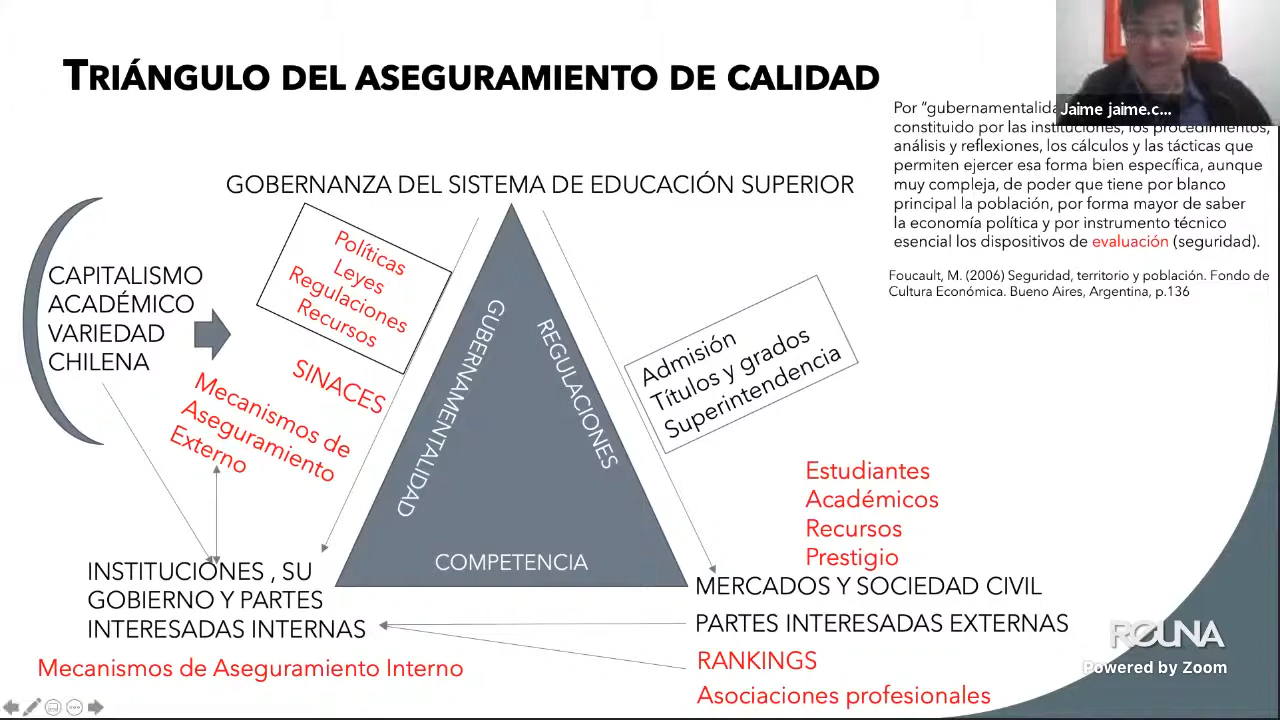 TRIÁNGULO DEL ASEGURAMIENTO DE CALIDAD
Jaime jaime.c...
Por "gubernamentalida
constituido por las instituciones, los procedimientos,
análisis y reflexiones, los cálculos y las tácticas que
permiten ejercer esa forma bien específica, aunque
muy compleja, de poder que tiene por blanco
principal la población, por forma mayor de saber
la economía política y por instrumento técnico
esencial los dispositivos de evaluación (seguridad).
Foucault, M. (2006) Seguridad, territorio y población. Fondo de
Cultura Económica. Bueno Aires, Argentina, p.136
GOBERNANZA DEL SISTEMA DE EDUCACIÓN SUPERIOR
CAPITALISMO
ACADÉMICO
VARIEDAD
CHILENA
Políticas
Leyes
Regulaciones
Recursos
SINACES
Mecanismos de
Aseguramiento
Externo
GUBERNAMENTALIDAD
REGULACIONES
COMPETENCIA
Admisión
Títulos y grados
Superintendencia
Estudiantes
Académicos
Recursos
Prestigio
INSTITUCIONES , SU
GOBIERNO Y PARTES
INTERESADAS INTERNAS
Mecanismos de Aseguramiento Interno
MERCADOS Y SOCIEDAD CIVIL
PARTES INTERESADAS EXTERNAS
RANKINGS
Asociaciones profesionales
Powered by Zoom